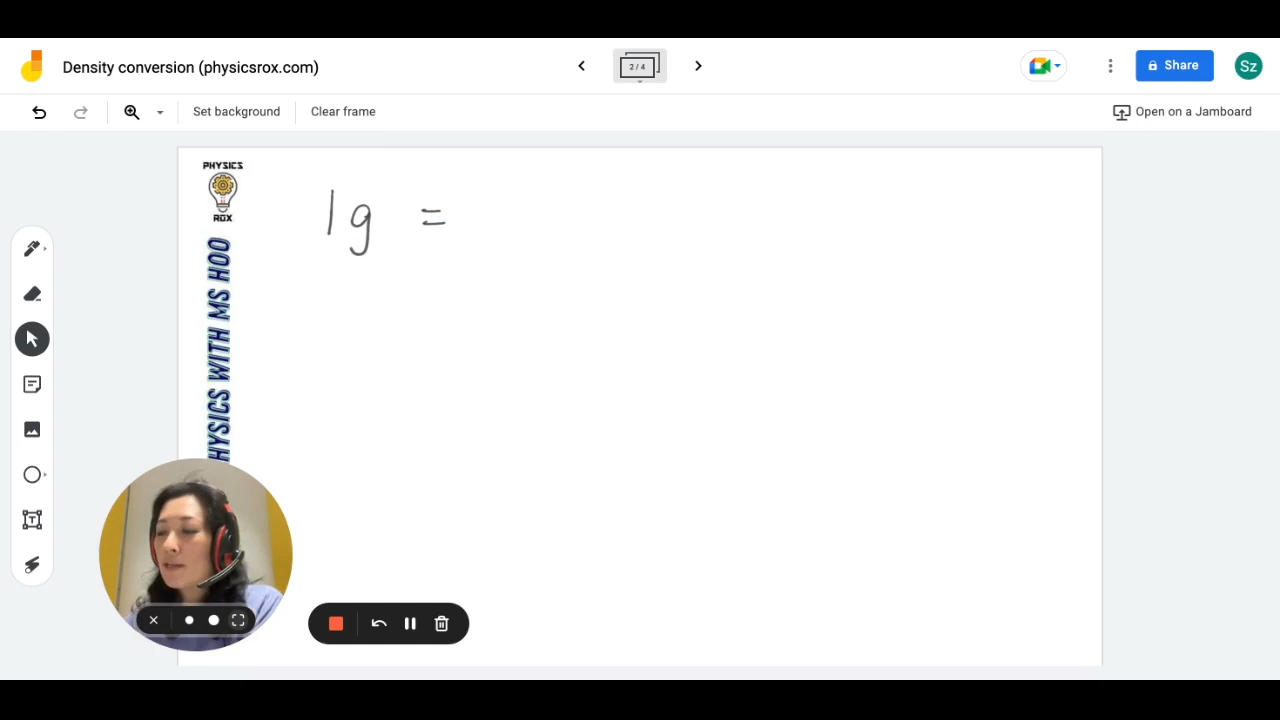 Density conversion (physicsrox.com)
2 / 4
Share
Sz
Set background
Clear frame
Open on a Jamboard
PHYSICS
ROX
1g =
HYSICS WITH MS HOO
T